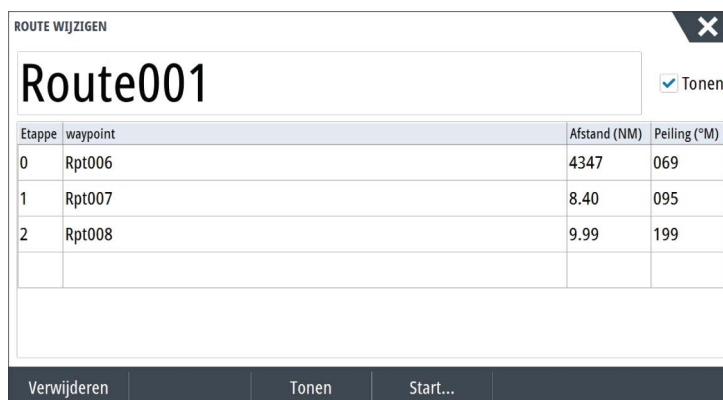 ROUTE WIJZIGEN
Route001
Tonen
Etappe waypoint Afstand (NM) Peiling (°M)
0 Rpt006 4347 069
1 Rpt007 8.40 095
2 Rpt008 9.99 199
Verwijderen Tonen Start...